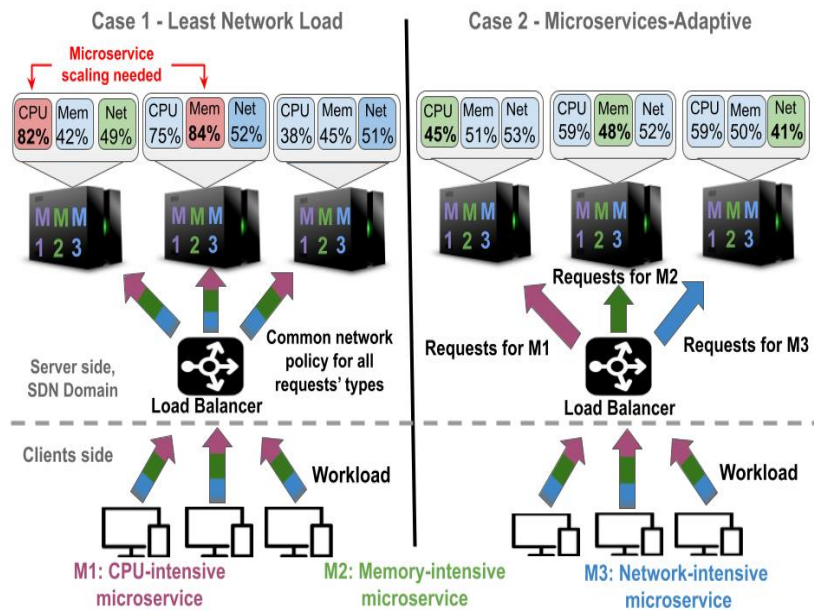 Case 1 - Least Network Load
Microservice
scaling needed
CPU Mem Net
82% 42% 49%
CPU Mem Net
75% 84% 52%
CPU Mem Net
38% 45% 51%
M M M
1 2 3
M M M
1 2 3
M M M
1 2 3
Common network
policy for all
requests' types
Server side,
SDN Domain
Load Balancer
Clients side
Workload
Case 2 - Microservices-Adaptive
CPU Mem Net
45% 51% 53%
CPU Mem Net
59% 48% 52%
CPU Mem Net
59% 50% 41%
M M M
1 2 3
M M M
1 2 3
M M M
1 2 3
Requests for M2
Requests for M1
Requests for M3
Load Balancer
Workload
M1: CPU-intensive
microservice
M2: Memory-intensive
microservice
M3: Network-intensive
microservice